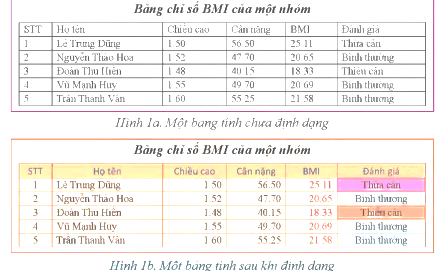 Bảng chỉ số BMI của một nhóm
STT Họ tên Chiều cao Cân nặng BMI Đánh giá
1 Lê Trung Dũng 1.50 56.50 25.11 Thừa cân
2 Nguyễn Thảo Hoa 1.52 47.70 20.65 Bình thường
3 Đoàn Thu Hiền 1.48 40.15 18.33 Thiếu cân
4 Vũ Mạnh Huy 1.55 49.70 20.69 Bình thường
5 Trần Thanh Vân 1.60 55.25 21.58 Bình thường
Hình 1a. Một bảng tính chưa định dạng
Bảng chỉ số BMI của một nhóm
STT Họ tên Chiều cao Cân nặng BMI Đánh giá
1 Lê Trung Dũng 1.50 56.50 25.11 Thừa cân
2 Nguyễn Thảo Hoa 1.52 47.70 20.65 Bình thường
3 Đoàn Thu Hiền 1.48 40.15 18.33 Thiếu cân
4 Vũ Mạnh Huy 1.55 49.70 20.69 Bình thường
5 Trần Thanh Vân 1.60 55.25 21.58 Bình thường
Hình 1b. Một bảng tính sau khi định dạng